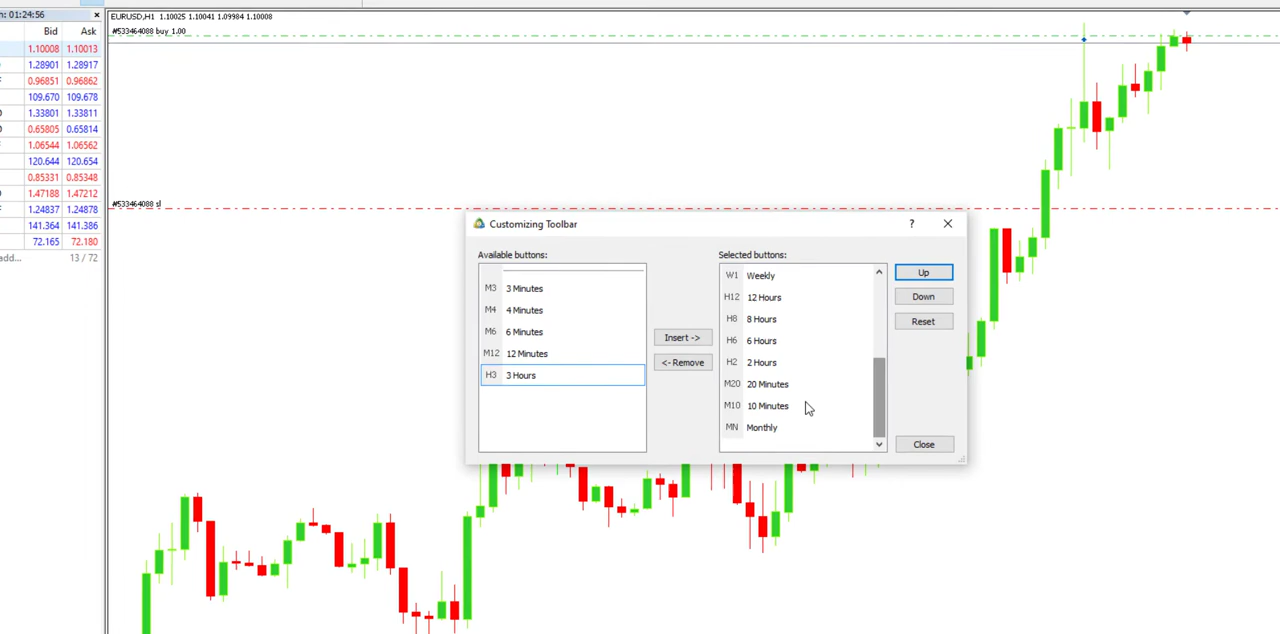 h: 01:24:56
EURUSD,H1 1.10025 1.10041 1.09984 1.10008
#533464088 buy 1.00
Bid Ask
1.10008 1.10013
1.28901 1.28917
0.96851 0.96862
109.670 109.678
1.33801 1.33811
0.65805 0.65814
1.06544 1.06562
120.644 120.654
0.85331 0.85348
1.47188 1.47212
1.24837 1.24878
141.364 141.386
72.165 72.180
add... 13 / 72
#533464088 sl
Customizing Toolbar
Available buttons:
M3 3 Minutes
M4 4 Minutes
M6 6 Minutes
M12 12 Minutes
H3 3 Hours
Insert ->
<- Remove
Selected buttons:
W1 Weekly
H12 12 Hours
H8 8 Hours
H6 6 Hours
H2 2 Hours
M20 20 Minutes
M10 10 Minutes
MN Monthly
Up
Down
Reset
Close